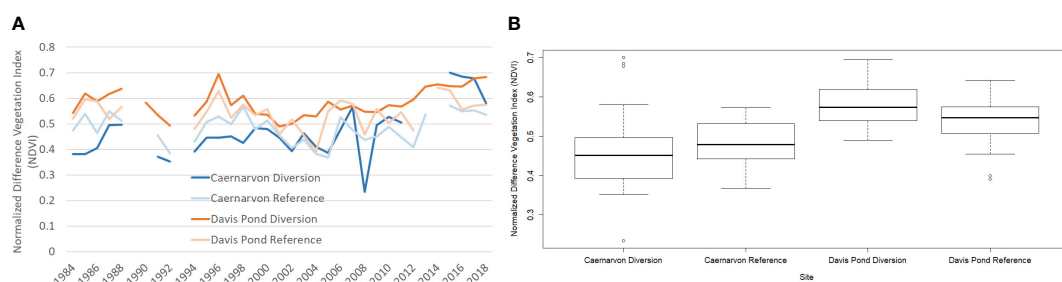 A
Normalized Difference Vegetation Index
(NDVI)
0.8
0.7
0.6
0.5
0.4
0.3
0.2
0.1
0
Caernarvon Diversion
Caernarvon Reference
Davis Pond Diversion
Davis Pond Reference
1984
1986
1988
1990
1992
1994
1996
1998
2000
2002
2004
2006
2008
2010
2012
2014
2016
2018
B
Normalized Difference Vegetation Index (NDVI)
0.7
0.6
0.5
0.4
0.3
Caernarvon Diversion
Caernarvon Reference
Davis Pond Diversion
Davis Pond Reference
Site